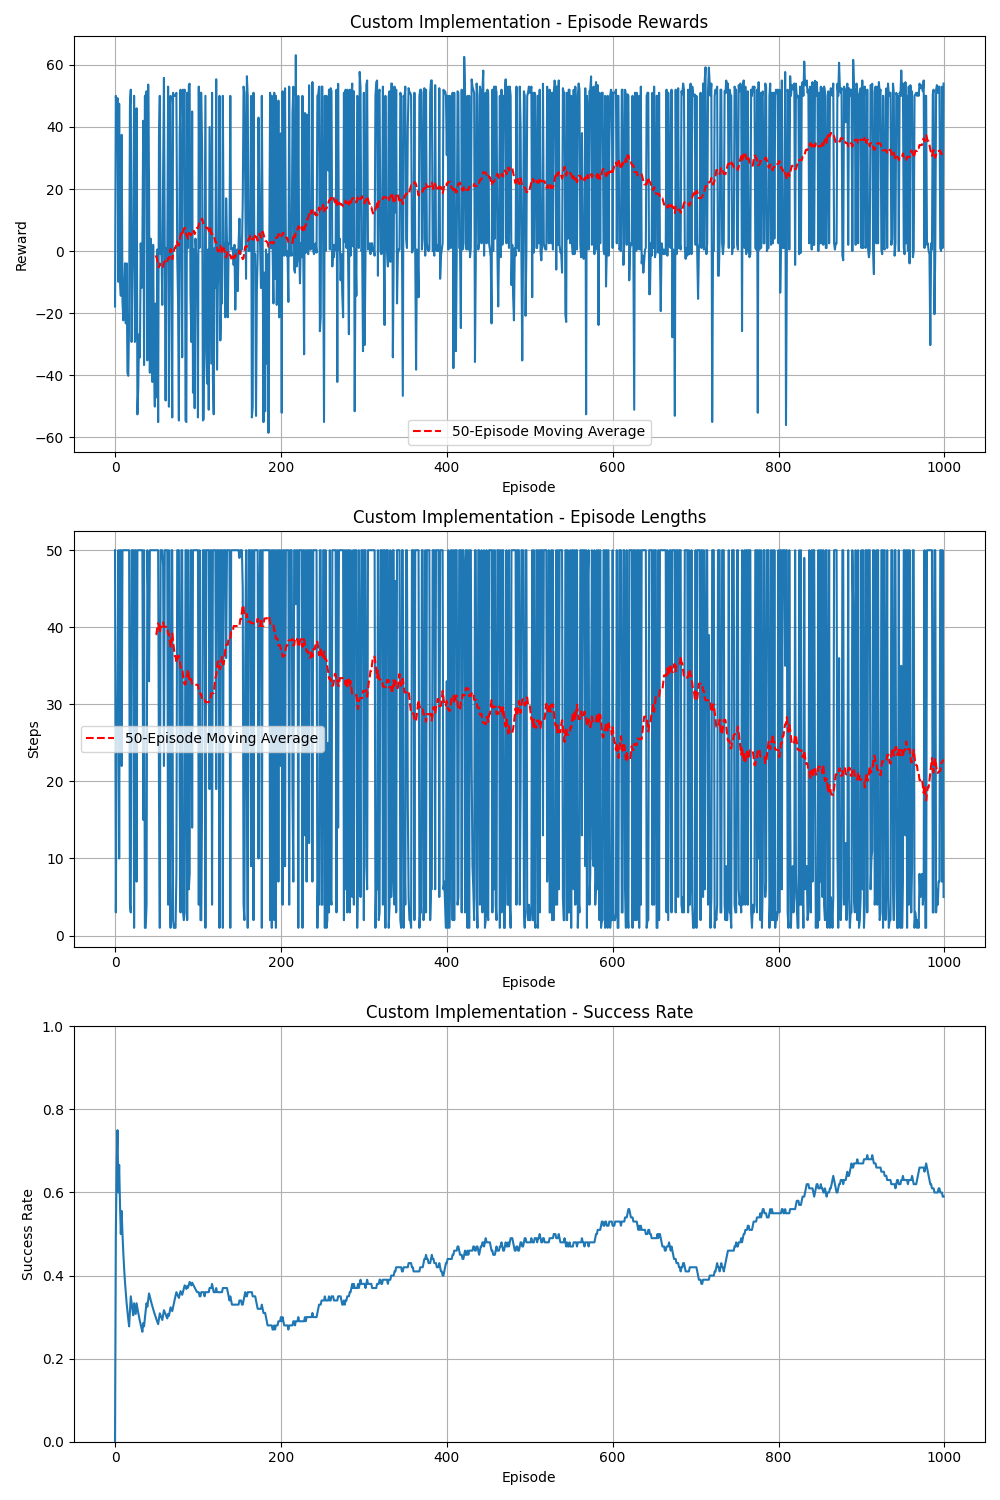 Custom Implementation - Episode Rewards
60
40
20
0
−20
−40
−60
Reward
50-Episode Moving Average
0 200 400 600 800 1000
Episode
Custom Implementation - Episode Lengths
50
40
30
20
10
0
Steps
50-Episode Moving Average
0 200 400 600 800 1000
Episode
Custom Implementation - Success Rate
1.0
0.8
0.6
0.4
0.2
0.0
Success Rate
0 200 400 600 800 1000
Episode